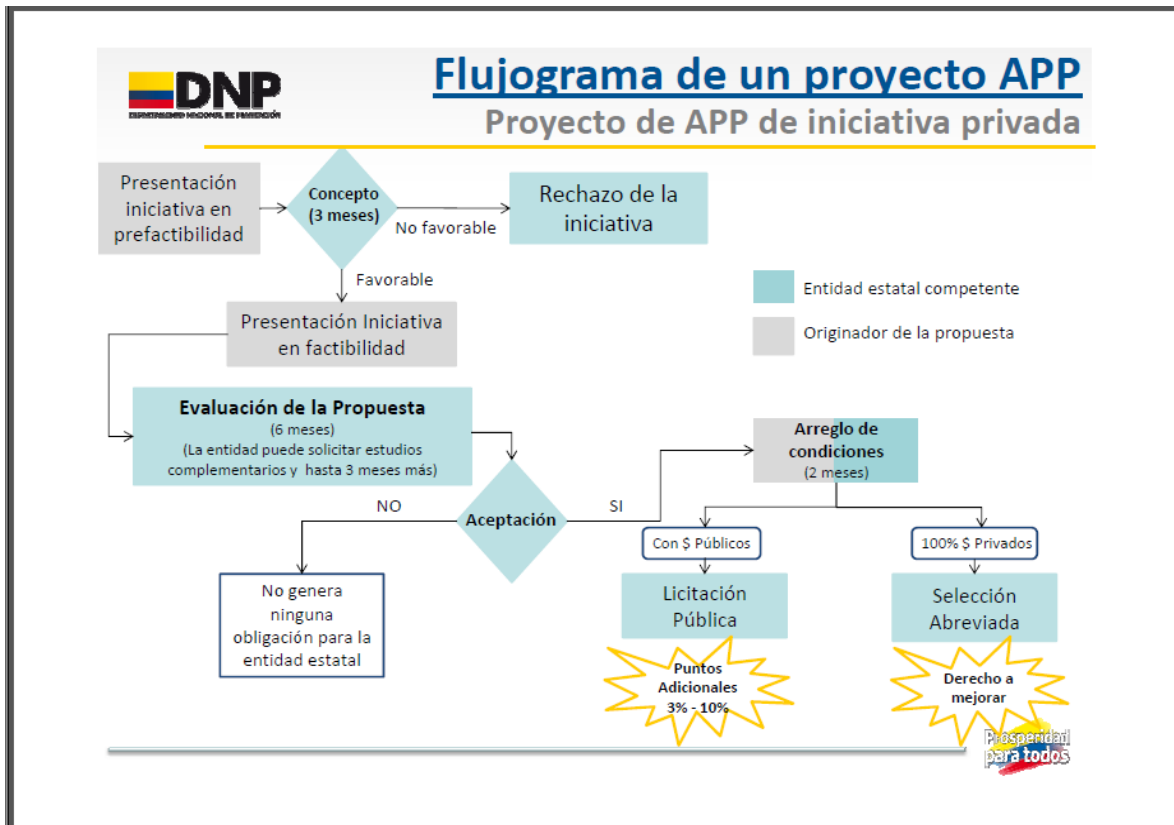 DNP
DEPARTAMENTO NACIONAL DE PLANEACIÓN
Flujograma de un proyecto APP
Proyecto de APP de iniciativa privada
Presentación
iniciativa en
prefactibilidad
Concepto
(3 meses)
No favorable
Rechazo de la
iniciativa
Favorable
Presentación Iniciativa
en factibilidad
Entidad estatal competente
Originador de la propuesta
Evaluación de la Propuesta
(6 meses)
(La entidad puede solicitar estudios
complementarios y hasta 3 meses más)
Arreglo de
condiciones
(2 meses)
NO
Aceptación
SI
Con $ Públicos
100% $ Privados
No genera
ninguna
obligación para la
entidad estatal
Licitación
Pública
Selección
Abreviada
Puntos
Adicionales
3% - 10%
Derecho a
mejorar
Prosperidad
para todos